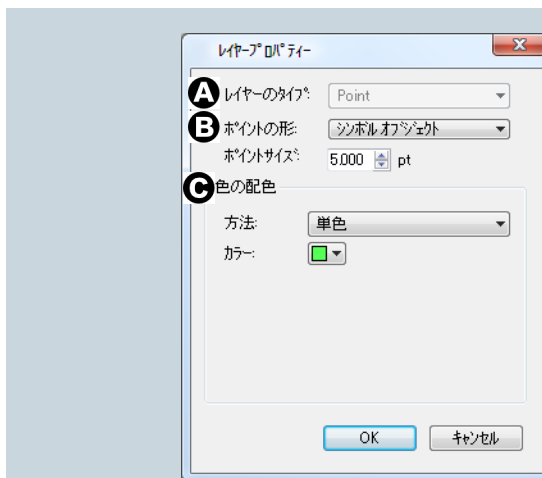 レイヤープロパティー
A レイヤーのタイプ: Point
B ポイントの形: シンボル オブジェクト
ポイントサイズ: 5.000 pt
C 色の配色
方法: 単色
カラー:
OK キャンセル